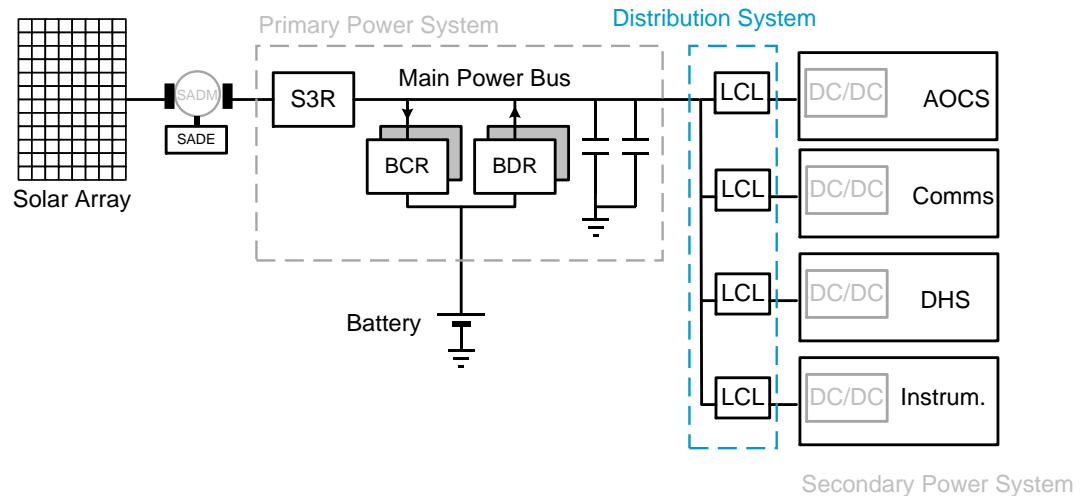 Primary Power System
Distribution System
SADM
SADE
Solar Array
S3R
Main Power Bus
BCR
BDR
Battery
LCL
DC/DC
AOCS
LCL
DC/DC
Comms
LCL
DC/DC
DHS
LCL
DC/DC
Instrum.
Secondary Power System